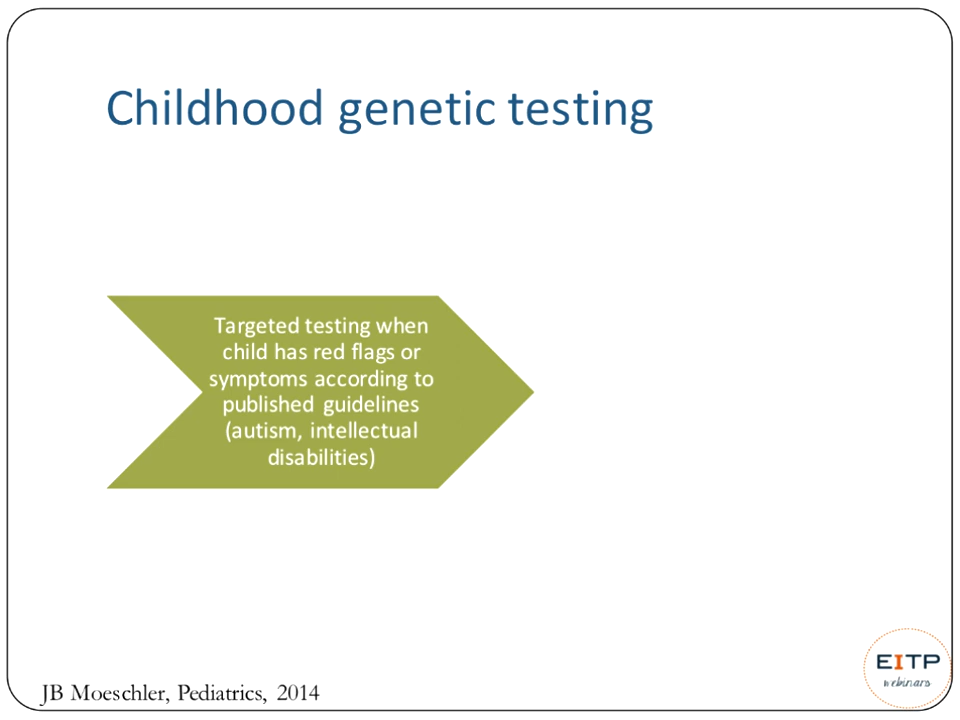 Childhood genetic testing
Targeted testing when
child has red flags or
symptoms according to
published guidelines
(autism, intellectual
disabilities)
JB Moeschler, Pediatrics, 2014
EITP
webinars